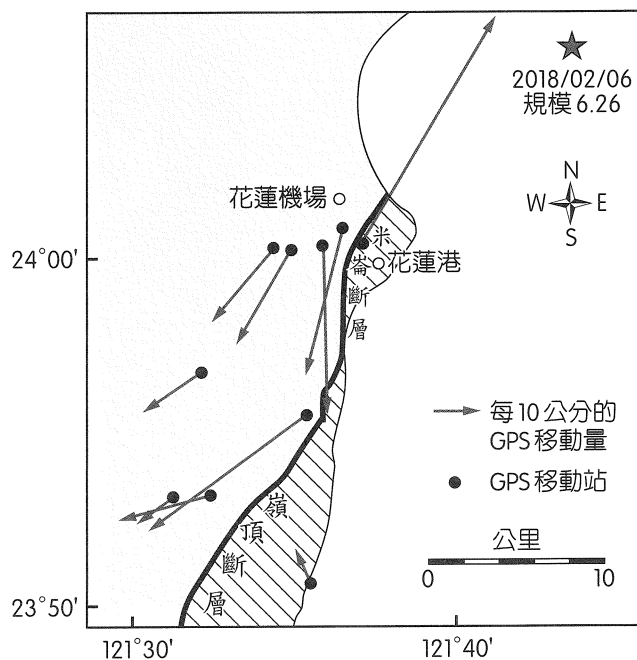 2018/02/06
規模6.26
N
W E
S
花蓮機場
24°00'
米崙斷層
花蓮港
每10公分的
GPS移動量
GPS移動站
公里
0 10
嶺頂斷層
23°50'
121°30' 121°40'